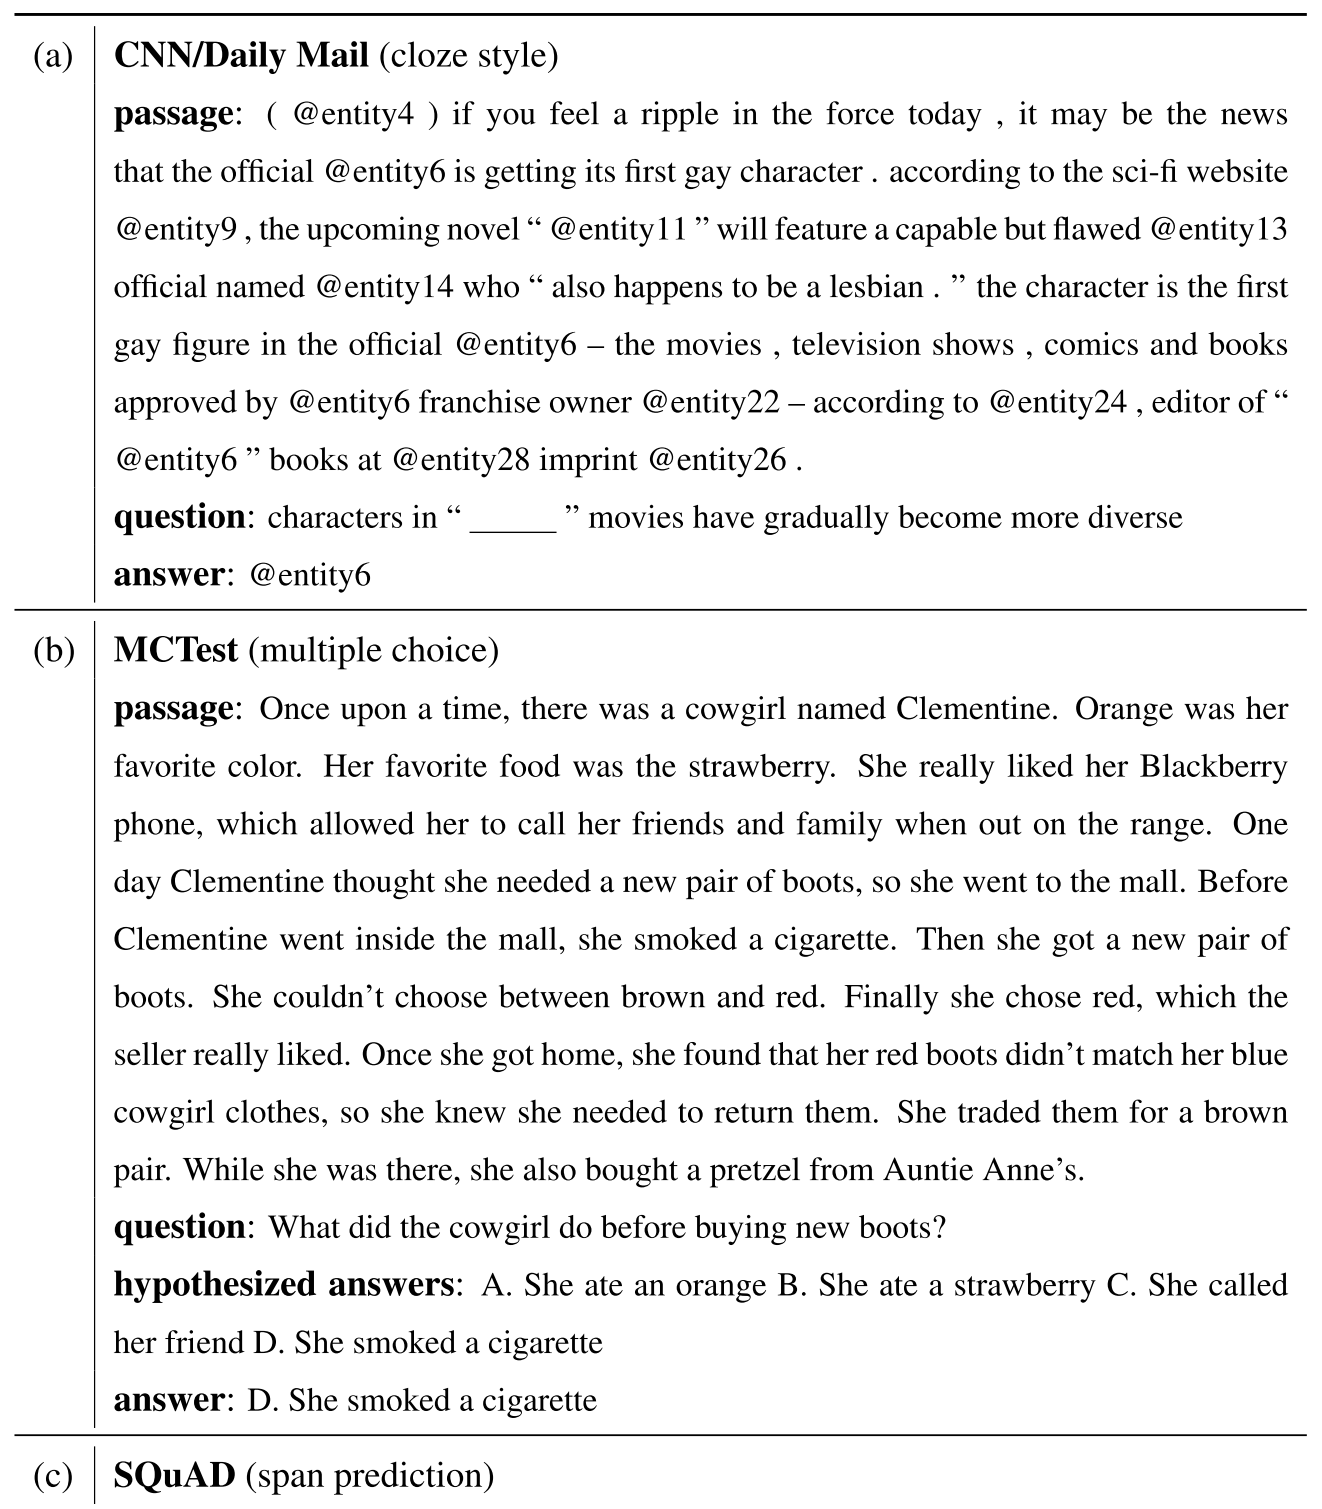 (a) CNN/Daily Mail (cloze style)
passage: ( @entity4 ) if you feel a ripple in the force today , it may be the news
that the official @entity6 is getting its first gay character . according to the sci-fi website
@entity9 , the upcoming novel “ @entity11 ” will feature a capable but flawed @entity13
official named @entity14 who “ also happens to be a lesbian . ” the character is the first
gay figure in the official @entity6 – the movies , television shows , comics and books
approved by @entity6 franchise owner @entity22 – according to @entity24 , editor of “
@entity6 ” books at @entity28 imprint @entity26 .
question: characters in “ _____ ” movies have gradually become more diverse
answer: @entity6
(b) MCTest (multiple choice)
passage: Once upon a time, there was a cowgirl named Clementine. Orange was her
favorite color. Her favorite food was the strawberry. She really liked her Blackberry
phone, which allowed her to call her friends and family when out on the range. One
day Clementine thought she needed a new pair of boots, so she went to the mall. Before
Clementine went inside the mall, she smoked a cigarette. Then she got a new pair of
boots. She couldn’t choose between brown and red. Finally she chose red, which the
seller really liked. Once she got home, she found that her red boots didn’t match her blue
cowgirl clothes, so she knew she needed to return them. She traded them for a brown
pair. While she was there, she also bought a pretzel from Auntie Anne’s.
question: What did the cowgirl do before buying new boots?
hypothesized answers: A. She ate an orange B. She ate a strawberry C. She called
her friend D. She smoked a cigarette
answer: D. She smoked a cigarette
(c) SQuAD (span prediction)